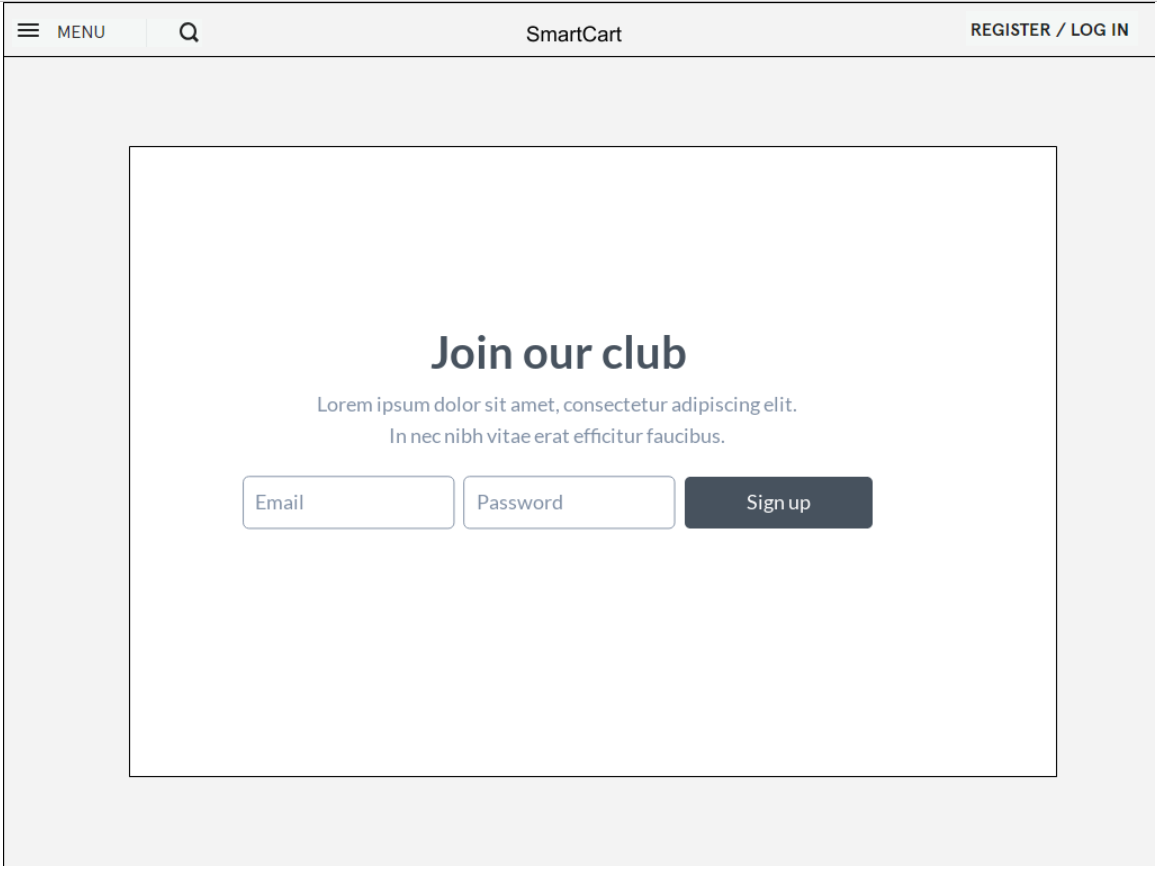 MENU
SmartCart
REGISTER / LOG IN
Join our club
Lorem ipsum dolor sit amet, consectetur adipiscing elit.
In nec nibh vitae erat efficitur faucibus.
Email
Password
Sign up